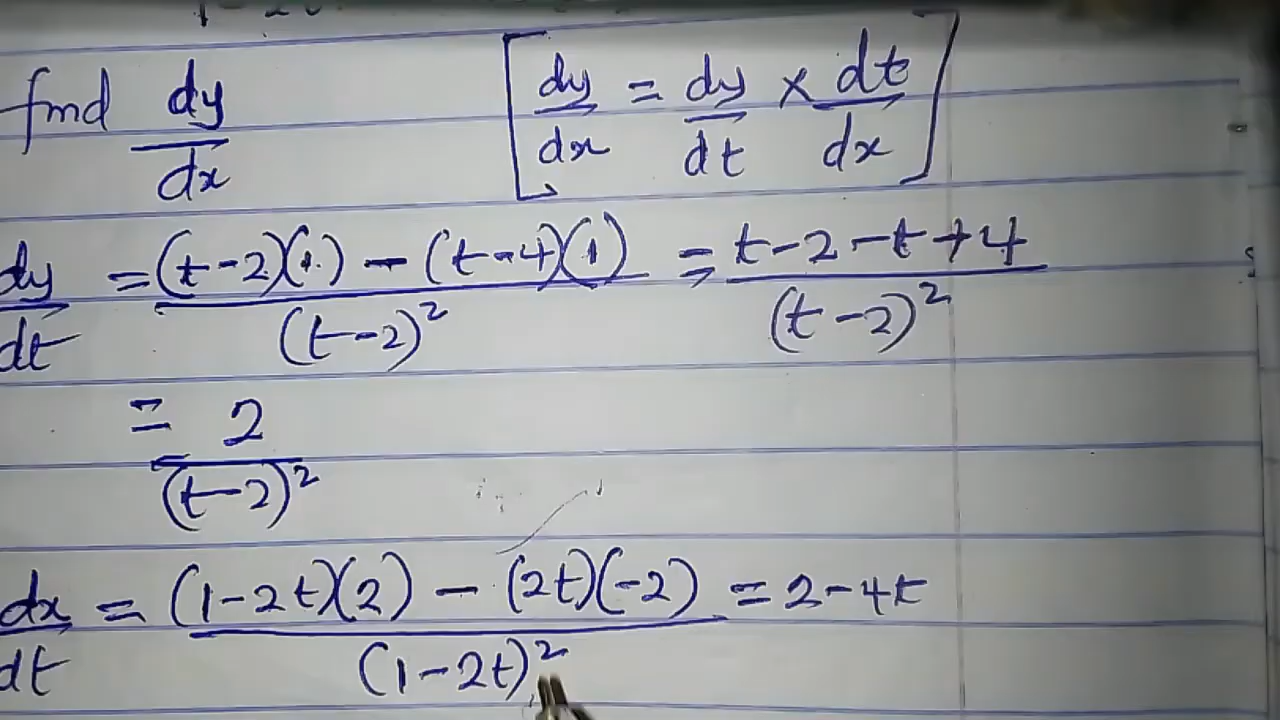 find dy/dx [dy/dx = dy/dt × dt/dx]
dy/dt = ((t-2)(1) - (t-4)(1))/(t-2)² = (t-2-t+4)/(t-2)²
= 2/(t-2)²
dx/dt = ((1-2t)(2) - (2t)(-2))/(1-2t)² = 2-4t